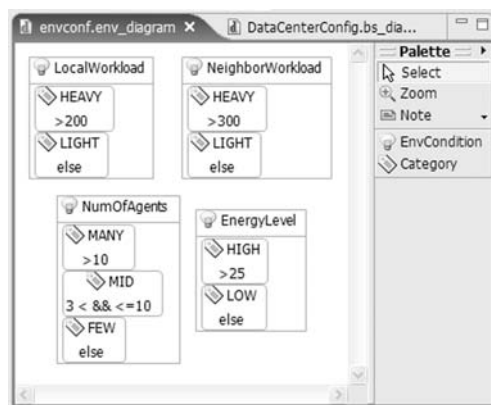 envconf.env_diagram
DataCenterConfig.bs_dia...
LocalWorkload
HEAVY
>200
LIGHT
else
NeighborWorkload
HEAVY
>300
LIGHT
else
NumOfAgents
MANY
>10
MID
3 < && <=10
FEW
else
EnergyLevel
HIGH
>25
LOW
else
Palette
Select
Zoom
Note
EnvCondition
Category